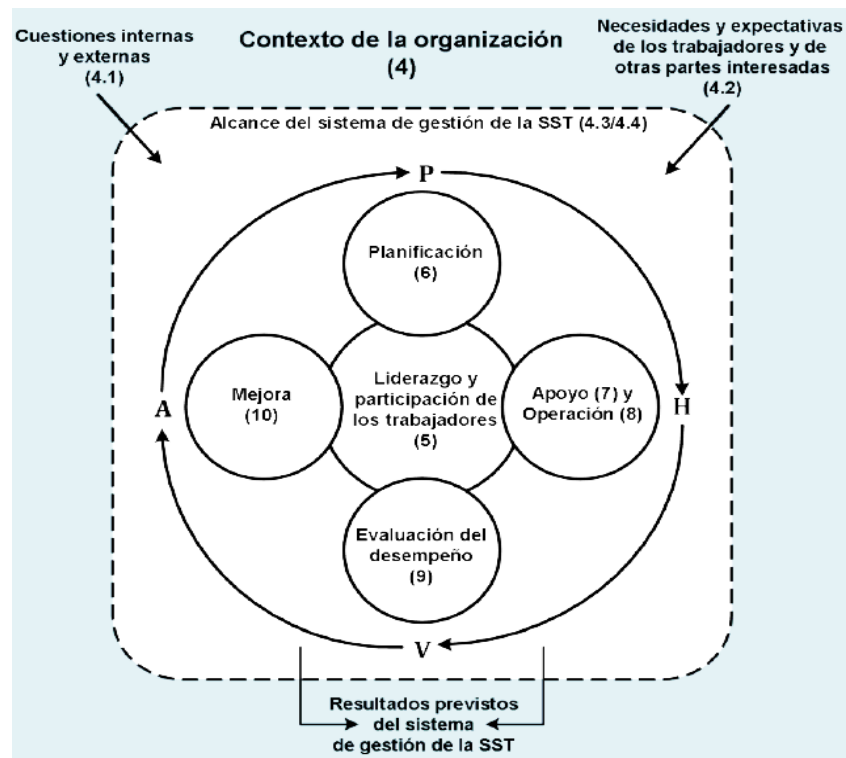 Cuestiones internas
y externas
(4.1)
Contexto de la organización
(4)
Necesidades y expectativas
de los trabajadores y de
otras partes interesadas
(4.2)
Alcance del sistema de gestión de la SST (4.3/4.4)
P
Planificación
(6)
A
Mejora
(10)
Liderazgo y
participación de
los trabajadores
(5)
Apoyo (7) y
Operación (8)
H
Evaluación del
desempeño
(9)
V
Resultados previstos
del sistema
de gestión de la SST